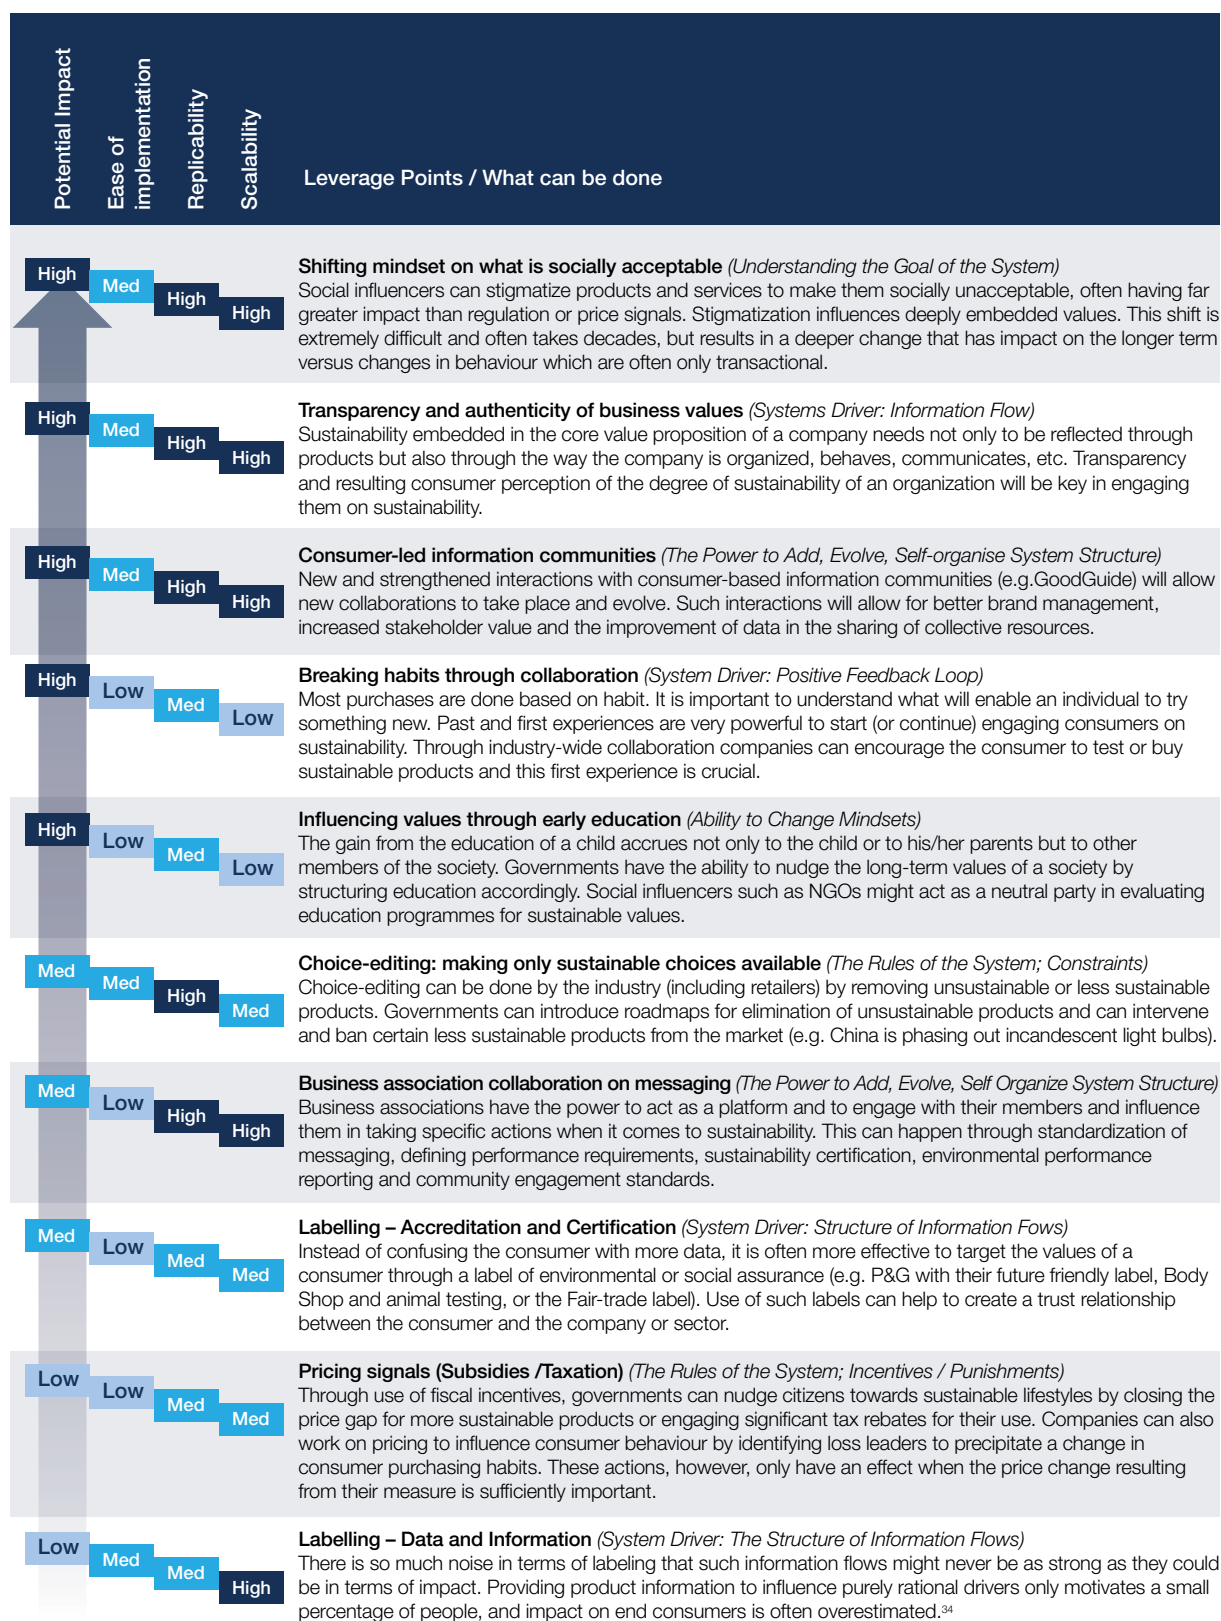 Potential Impact
Ease of
implementation
Replicability
Scalability
Leverage Points / What can be done
High
Med
High
High
Shifting mindset on what is socially acceptable (Understanding the Goal of the System)
Social influencers can stigmatize products and services to make them socially unacceptable, often having far
greater impact than regulation or price signals. Stigmatization influences deeply embedded values. This shift is
extremely difficult and often takes decades, but results in a deeper change that has impact on the longer term
versus changes in behaviour which are often only transactional.
High
Med
High
High
Transparency and authenticity of business values (Systems Driver: Information Flow)
Sustainability embedded in the core value proposition of a company needs not only to be reflected through
products but also through the way the company is organized, behaves, communicates, etc. Transparency
and resulting consumer perception of the degree of sustainability of an organization will be key in engaging
them on sustainability.
High
Med
High
High
Consumer-led information communities (The Power to Add, Evolve, Self-organise System Structure)
New and strengthened interactions with consumer-based information communities (e.g.GoodGuide) will allow
new collaborations to take place and evolve. Such interactions will allow for better brand management,
increased stakeholder value and the improvement of data in the sharing of collective resources.
High
Low
Med
Low
Breaking habits through collaboration (System Driver: Positive Feedback Loop)
Most purchases are done based on habit. It is important to understand what will enable an individual to try
something new. Past and first experiences are very powerful to start (or continue) engaging consumers on
sustainability. Through industry-wide collaboration companies can encourage the consumer to test or buy
sustainable products and this first experience is crucial.
High
Low
Med
Low
Influencing values through early education (Ability to Change Mindsets)
The gain from the education of a child accrues not only to the child or to his/her parents but to other
members of the society. Governments have the ability to nudge the long-term values of a society by
structuring education accordingly. Social influencers such as NGOs might act as a neutral party in evaluating
education programmes for sustainable values.
Med
Med
High
Med
Choice-editing: making only sustainable choices available (The Rules of the System; Constraints)
Choice-editing can be done by the industry (including retailers) by removing unsustainable or less sustainable
products. Governments can introduce roadmaps for elimination of unsustainable products and can intervene
and ban certain less sustainable products from the market (e.g. China is phasing out incandescent light bulbs).
Med
Low
High
High
Business association collaboration on messaging (The Power to Add, Evolve, Self Organize System Structure)
Business associations have the power to act as a platform and to engage with their members and influence
them in taking specific actions when it comes to sustainability. This can happen through standardization of
messaging, defining performance requirements, sustainability certification, environmental performance
reporting and community engagement standards.
Med
Low
Med
Med
Labelling – Accreditation and Certification (System Driver: Structure of Information Fows)
Instead of confusing the consumer with more data, it is often more effective to target the values of a
consumer through a label of environmental or social assurance (e.g. P&G with their future friendly label, Body
Shop and animal testing, or the Fair-trade label). Use of such labels can help to create a trust relationship
between the consumer and the company or sector.
Low
Low
Med
Med
Pricing signals (Subsidies /Taxation) (The Rules of the System; Incentives / Punishments)
Through use of fiscal incentives, governments can nudge citizens towards sustainable lifestyles by closing the
price gap for more sustainable products or engaging significant tax rebates for their use. Companies can also
work on pricing to influence consumer behaviour by identifying loss leaders to precipitate a change in
consumer purchasing habits. These actions, however, only have an effect when the price change resulting
from their measure is sufficiently important.
Low
Med
Med
High
Labelling – Data and Information (System Driver: The Structure of Information Flows)
There is so much noise in terms of labeling that such information flows might never be as strong as they could
be in terms of impact. Providing product information to influence purely rational drivers only motivates a small
percentage of people, and impact on end consumers is often overestimated.34